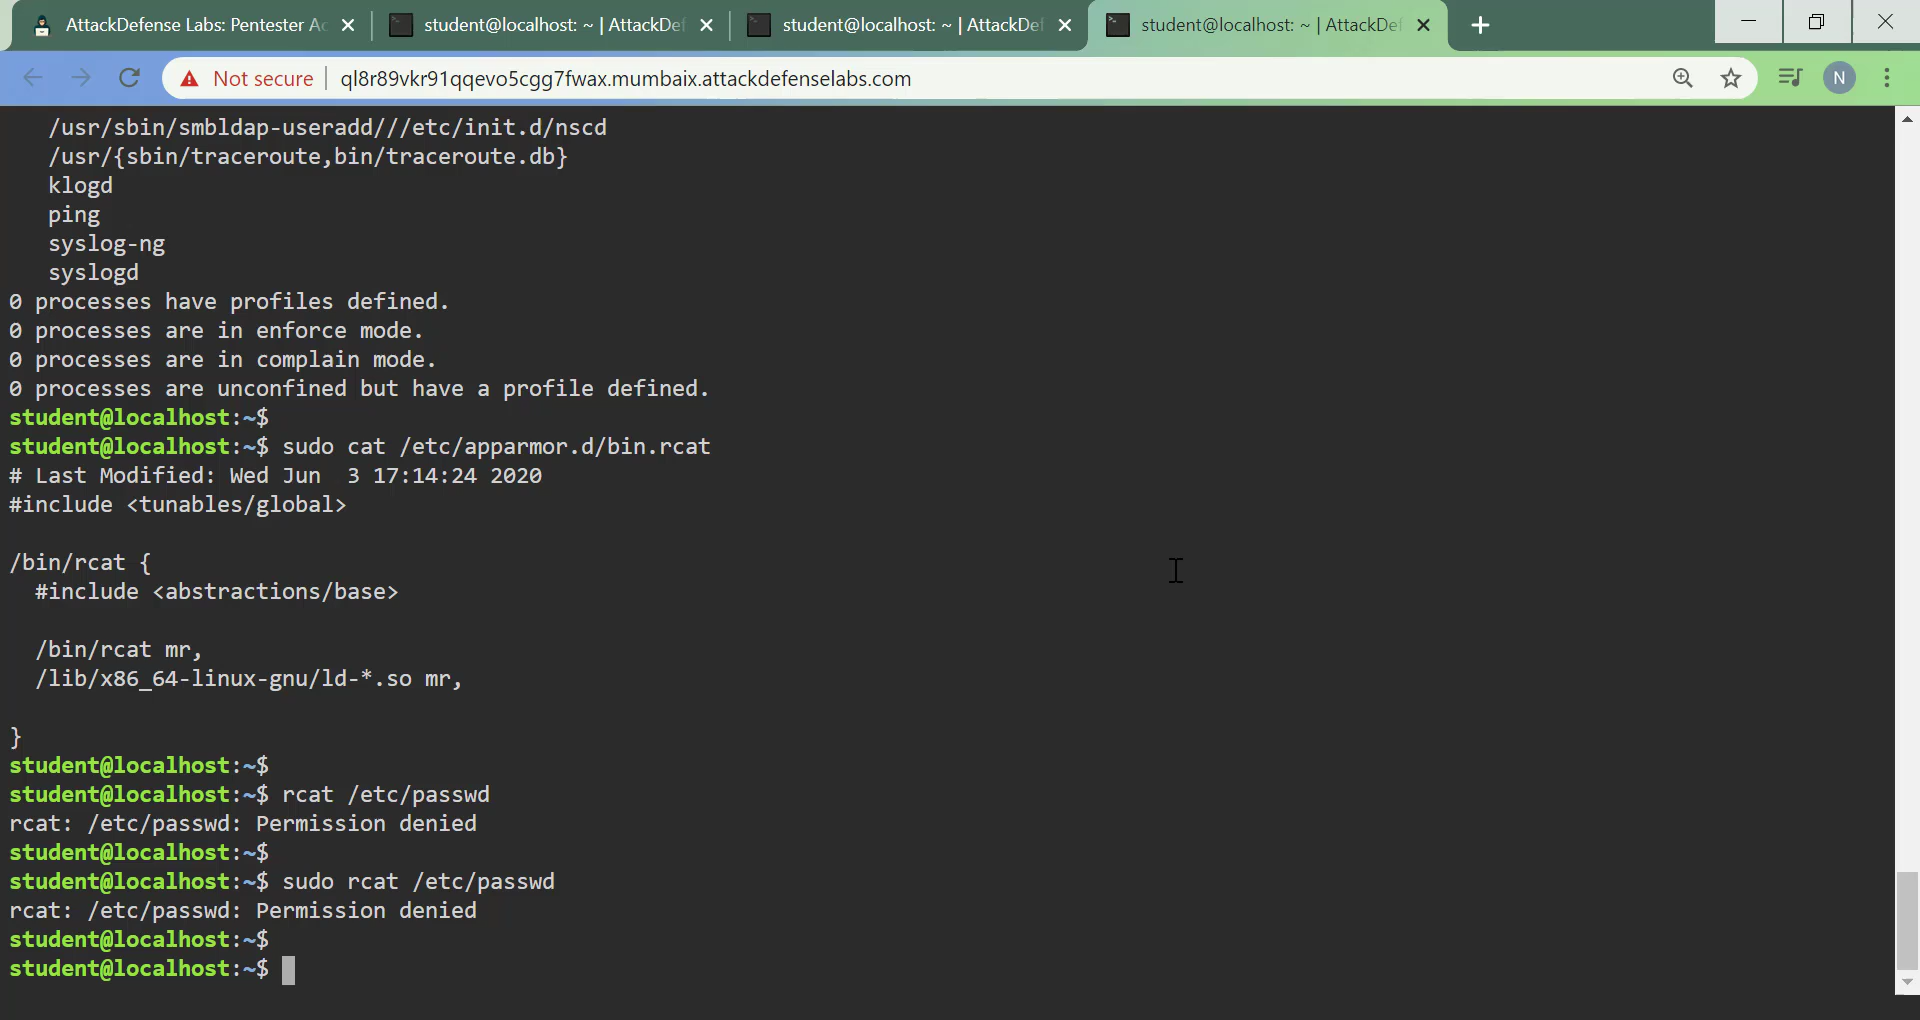 AttackDefense Labs: Pentester Ac
student@localhost: ~ | AttackDef
student@localhost: ~ | AttackDef
student@localhost: ~ | AttackDef
Not secure | ql8r89vkr91qqevo5cgg7fwax.mumbaix.attackdefenselabs.com
N
/usr/sbin/smbldap-useradd///etc/init.d/nscd
/usr/{sbin/traceroute,bin/traceroute.db}
klogd
ping
syslog-ng
syslogd
0 processes have profiles defined.
0 processes are in enforce mode.
0 processes are in complain mode.
0 processes are unconfined but have a profile defined.
student@localhost:~$
student@localhost:~$ sudo cat /etc/apparmor.d/bin.rcat
# Last Modified: Wed Jun  3 17:14:24 2020
#include <tunables/global>
/bin/rcat {
#include <abstractions/base>
/bin/rcat mr,
/lib/x86_64-linux-gnu/ld-*.so mr,
}
student@localhost:~$
student@localhost:~$ rcat /etc/passwd
rcat: /etc/passwd: Permission denied
student@localhost:~$
student@localhost:~$ sudo rcat /etc/passwd
rcat: /etc/passwd: Permission denied
student@localhost:~$
student@localhost:~$